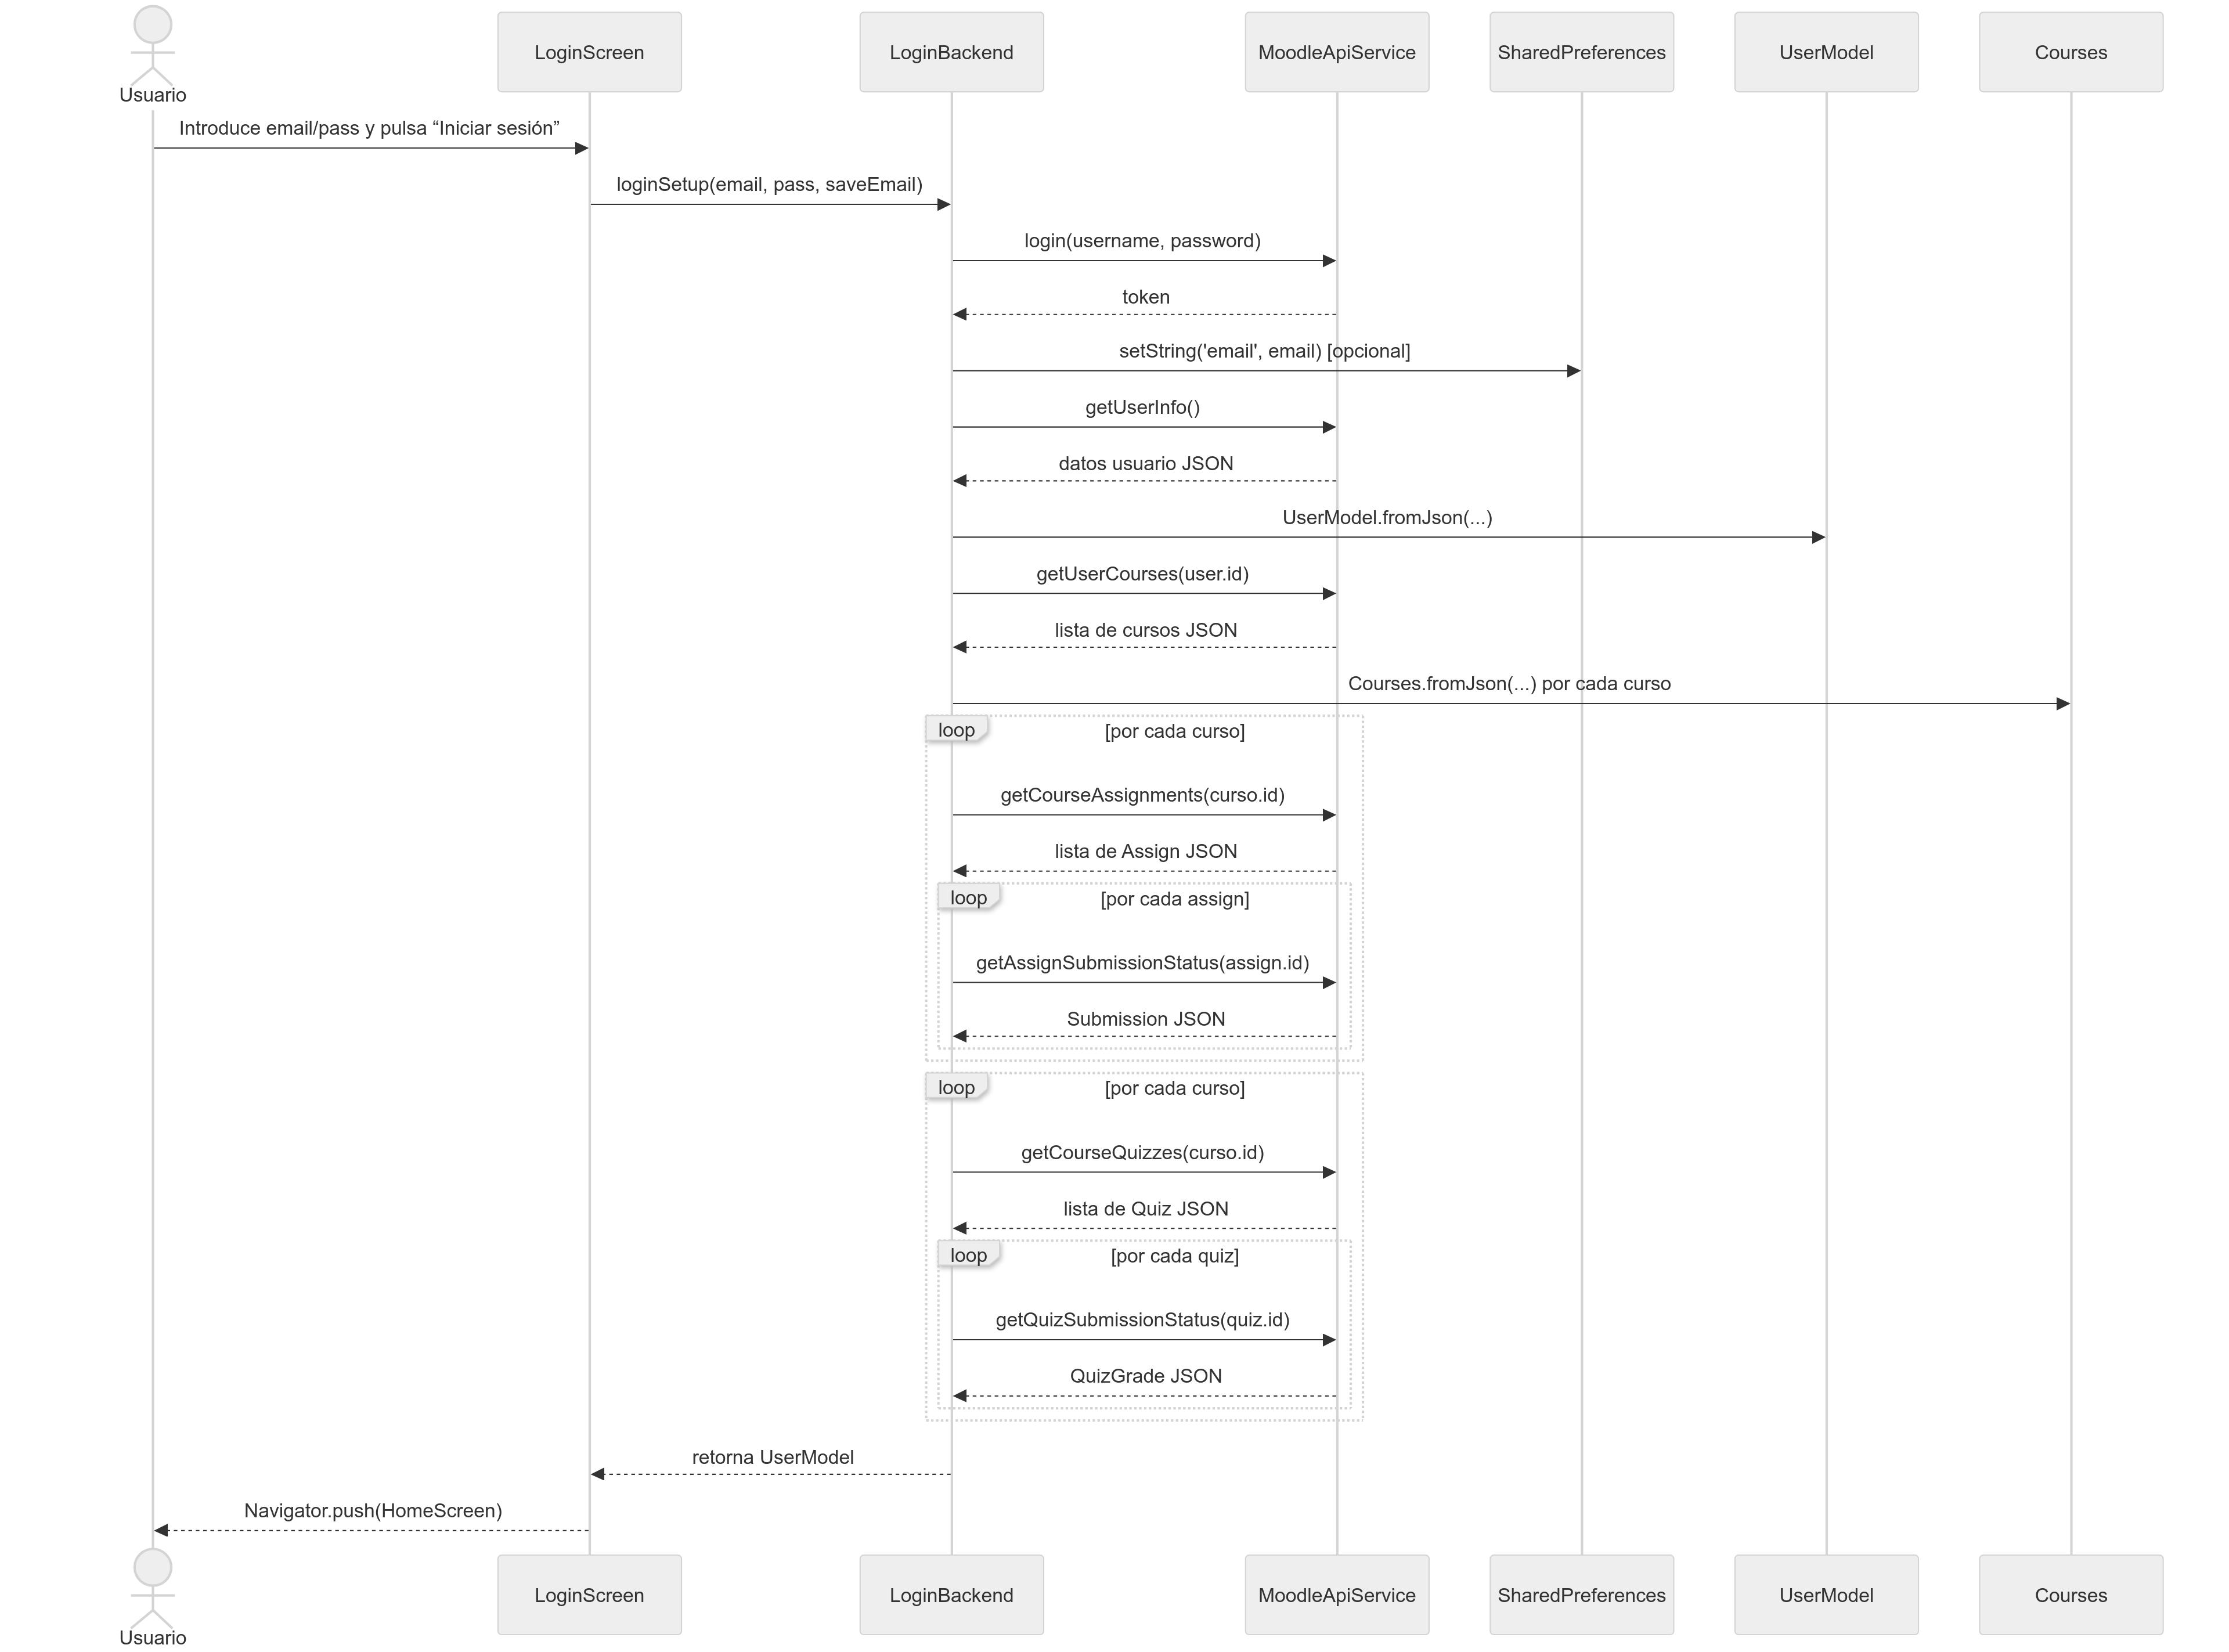 Usuario
LoginScreen
LoginBackend
MoodleApiService
SharedPreferences
UserModel
Courses
Introduce email/pass y pulsa “Iniciar sesión”
loginSetup(email, pass, saveEmail)
login(username, password)
token
setString('email', email) [opcional]
getUserInfo()
datos usuario JSON
UserModel.fromJson(...)
getUserCourses(user.id)
lista de cursos JSON
Courses.fromJson(...) por cada curso
loop
[por cada curso]
getCourseAssignments(curso.id)
lista de Assign JSON
loop
[por cada assign]
getAssignSubmissionStatus(assign.id)
Submission JSON
loop
[por cada curso]
getCourseQuizzes(curso.id)
lista de Quiz JSON
loop
[por cada quiz]
getQuizSubmissionStatus(quiz.id)
QuizGrade JSON
retorna UserModel
Navigator.push(HomeScreen)
Usuario
LoginScreen
LoginBackend
MoodleApiService
SharedPreferences
UserModel
Courses